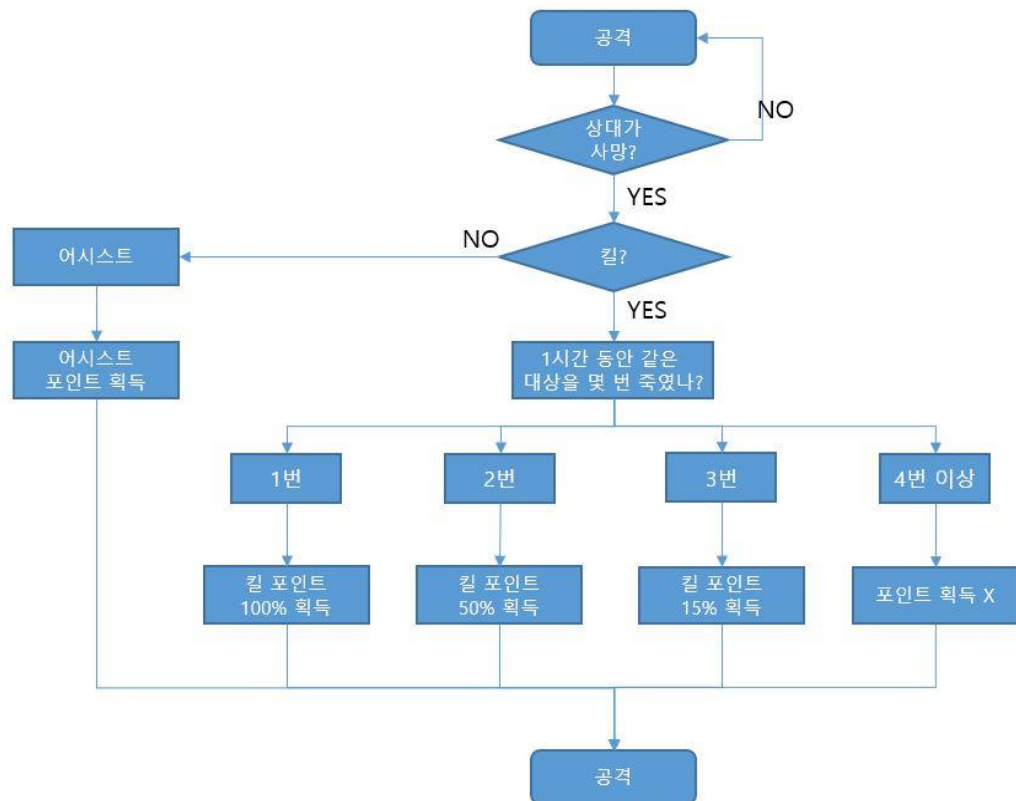 공격
상대가
사망?
NO
YES
킬?
NO
YES
어시스트
어시스트
포인트 획득
1시간 동안 같은
대상을 몇 번 죽였나?
1번
2번
3번
4번 이상
킬 포인트
100% 획득
킬 포인트
50% 획득
킬 포인트
15% 획득
포인트 획득 X
공격